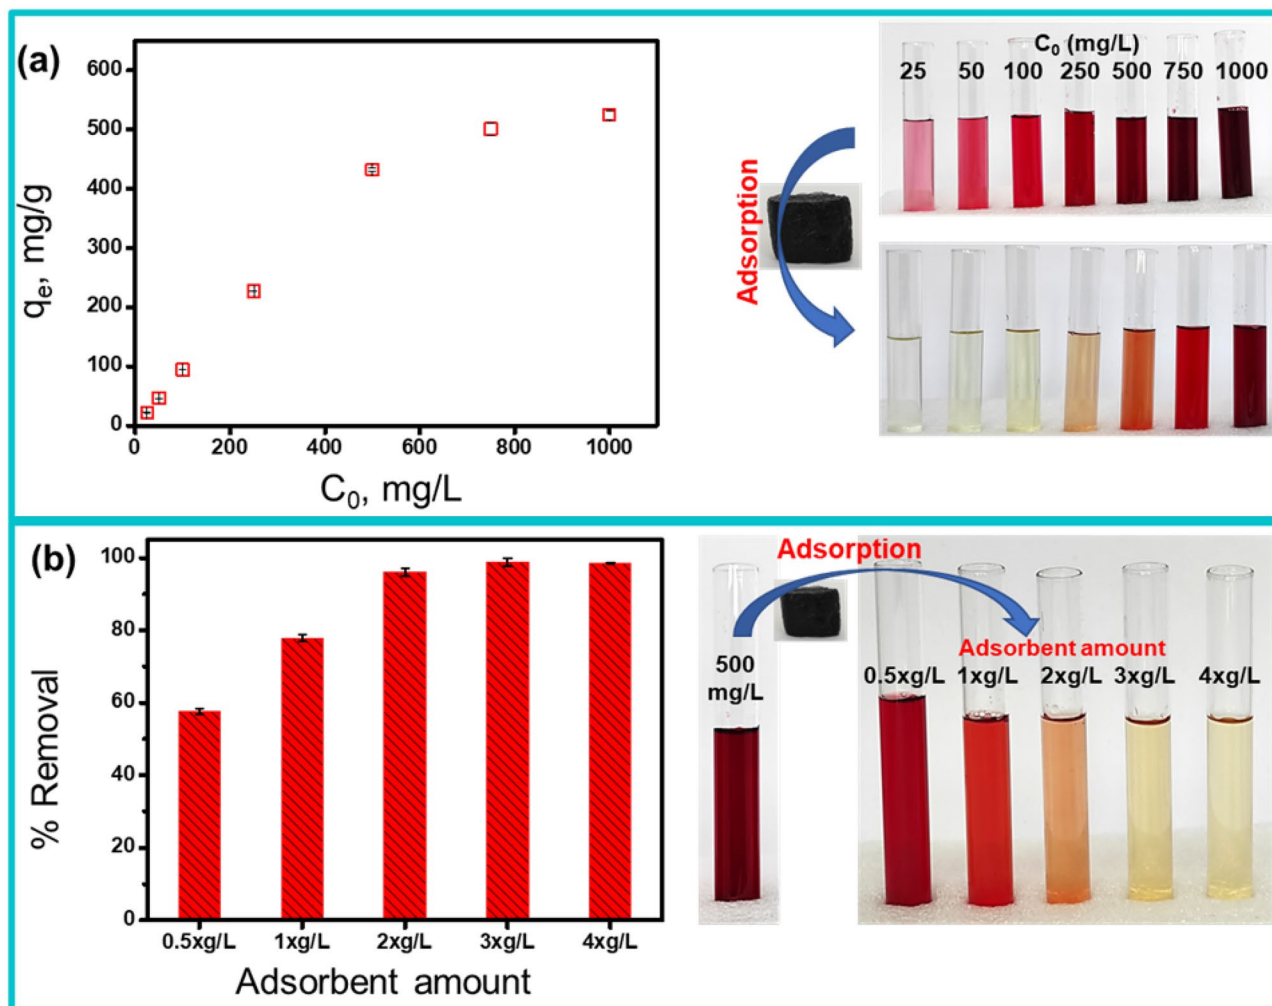 (a)
600
500
400
300
200
100
0
qₑ, mg/g
0 200 400 600 800 1000
C₀, mg/L
Adsorption
C₀ (mg/L)
25 50 100 250 500 750 1000
(b)
100
80
60
40
20
0
% Removal
0.5xg/L 1xg/L 2xg/L 3xg/L 4xg/L
Adsorbent amount
Adsorption
500
mg/L
Adsorbent amount
0.5xg/L 1xg/L 2xg/L 3xg/L 4xg/L